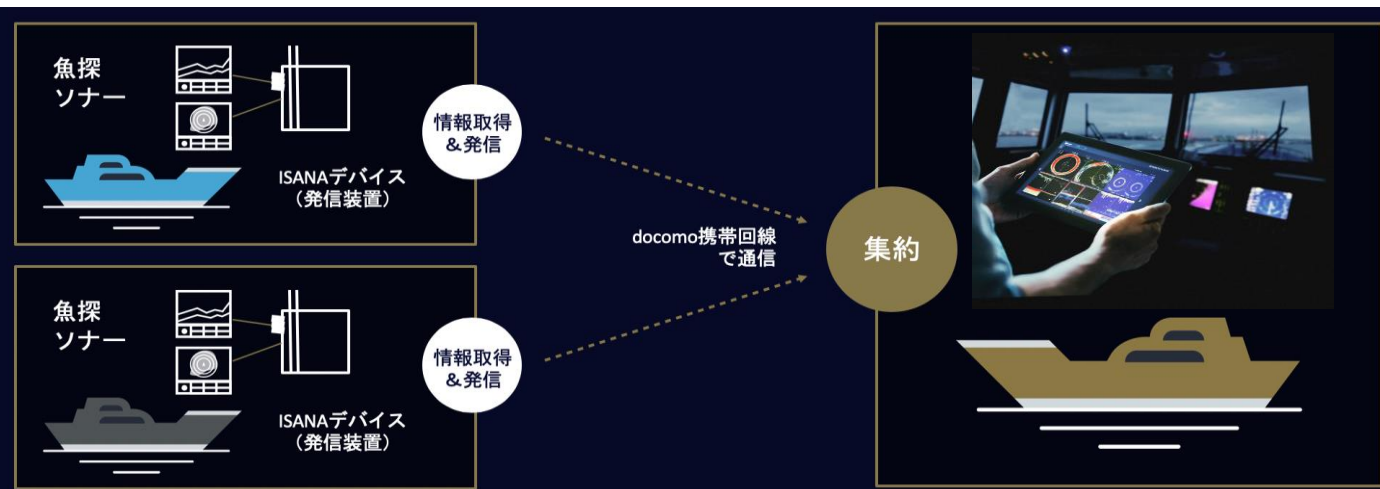 魚探
ソナー
ISANAデバイス
（発信装置）
情報取得
&発信
魚探
ソナー
ISANAデバイス
（発信装置）
情報取得
&発信
docomo携帯回線
で通信
集約